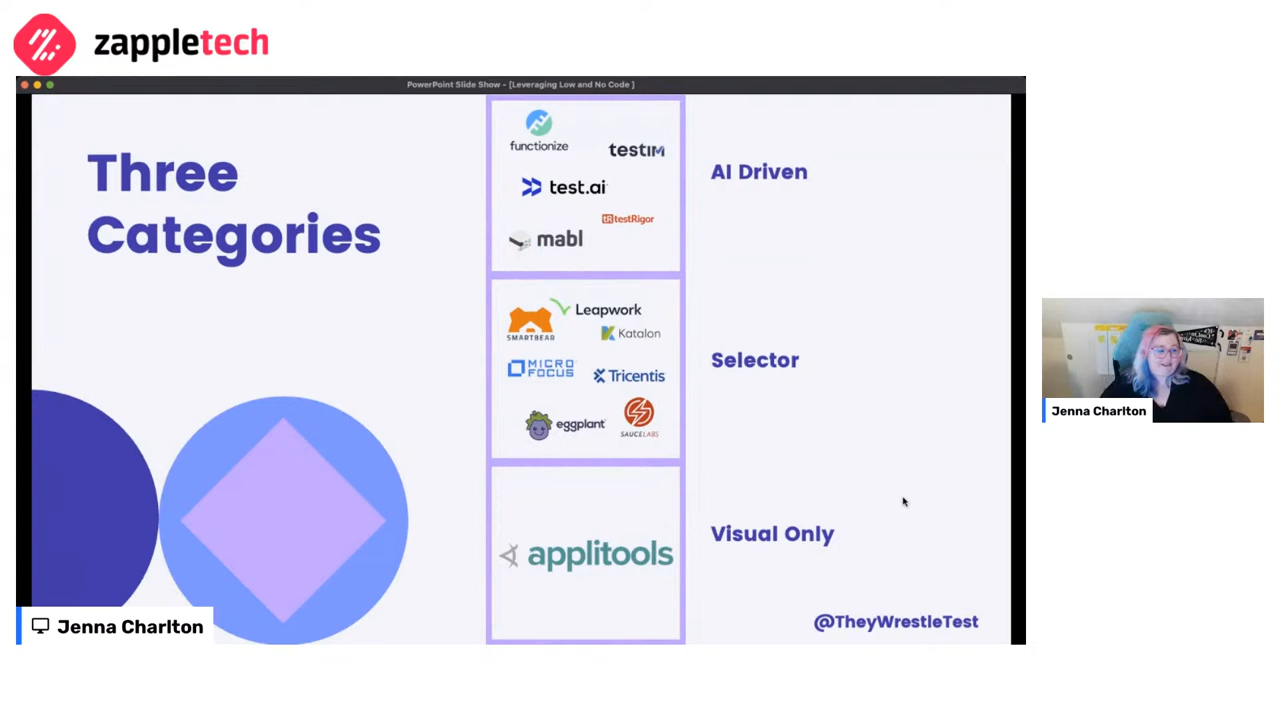 zappletech
PowerPoint Slide Show - [Leveraging Low and No Code ]
Three
Categories
functionize
testim
test.ai
tR testRigor
mabl
AI Driven
Leapwork
SMARTBEAR
Katalon
MICRO
FOCUS
Tricentis
eggplant
SAUCELABS
Selector
applitools
Visual Only
@TheyWrestleTest
Jenna Charlton
Jenna Charlton